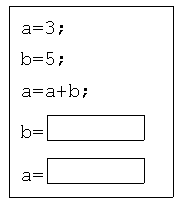 a=3;
b=5;
a=a+b;
b=
a=